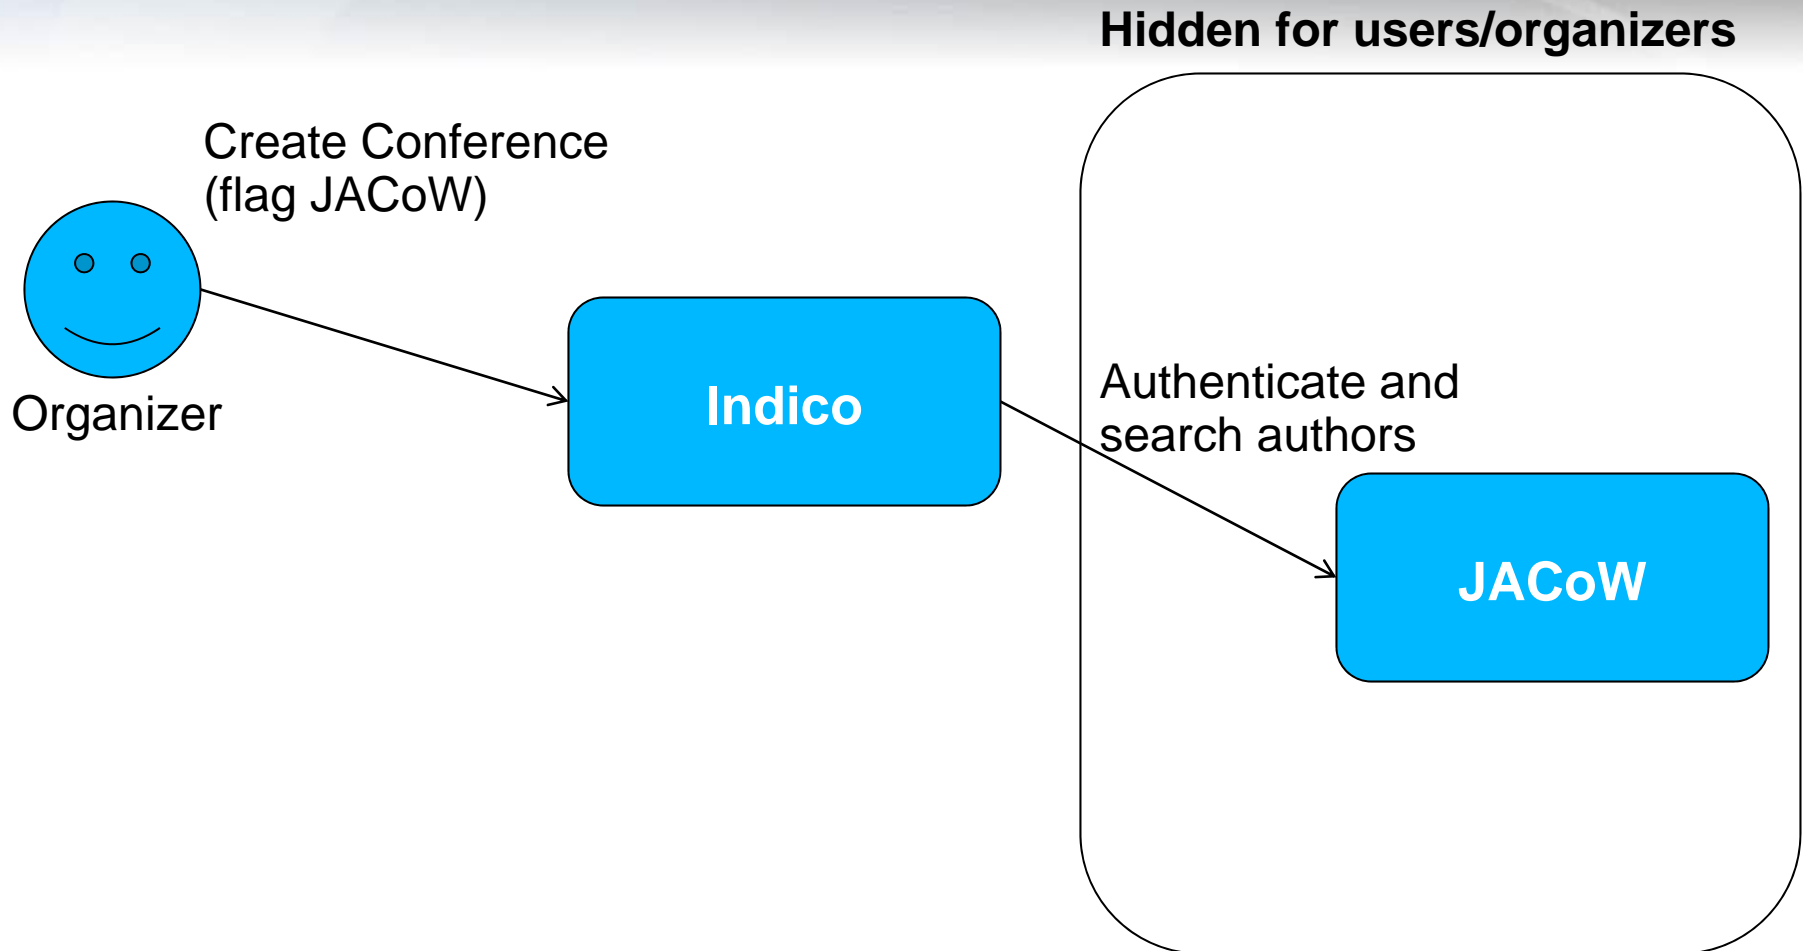 Hidden for users/organizers
Create Conference
(flag JACoW)
Organizer
Indico
Authenticate and
search authors
JACoW